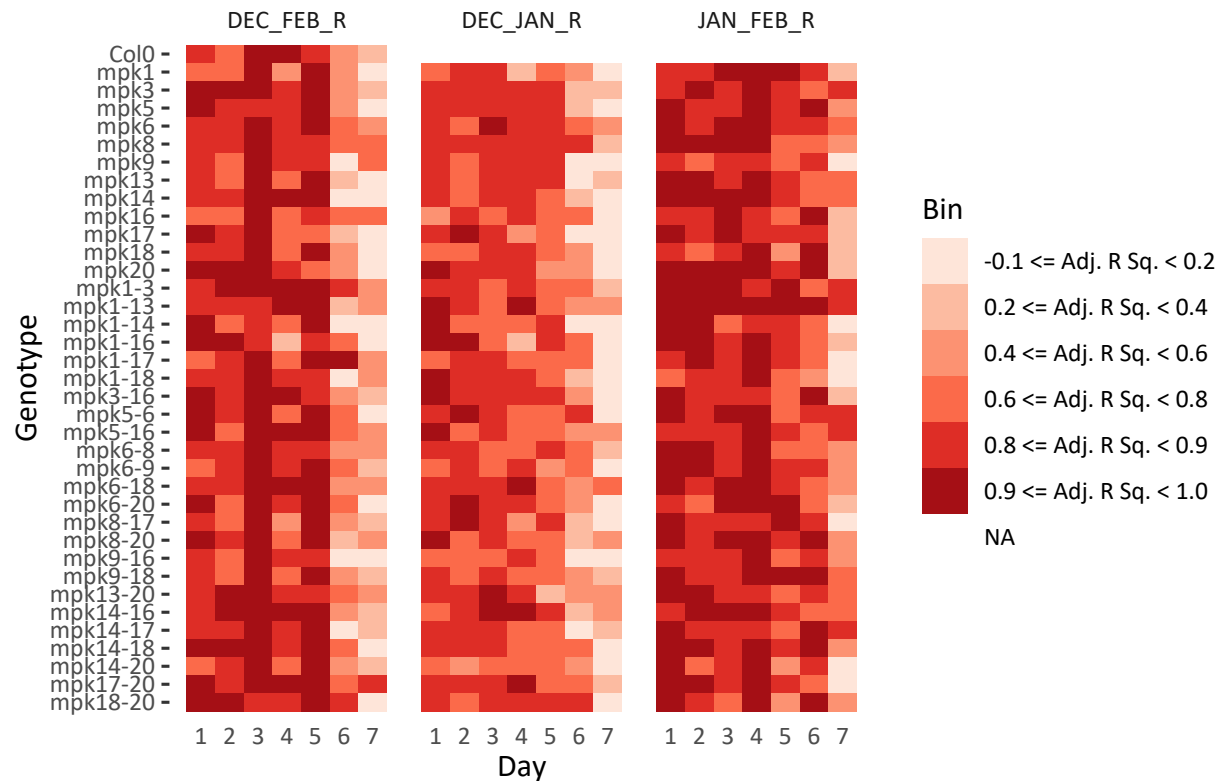 DEC_FEB_R
DEC_JAN_R
JAN_FEB_R
Genotype
Col0
mpk1
mpk3
mpk5
mpk6
mpk8
mpk9
mpk13
mpk14
mpk16
mpk17
mpk18
mpk20
mpk1-3
mpk1-13
mpk1-14
mpk1-16
mpk1-17
mpk1-18
mpk3-16
mpk5-6
mpk5-16
mpk6-8
mpk6-9
mpk6-18
mpk6-20
mpk8-17
mpk8-20
mpk9-16
mpk9-18
mpk13-20
mpk14-16
mpk14-17
mpk14-18
mpk14-20
mpk17-20
mpk18-20
1 2 3 4 5 6 7
1 2 3 4 5 6 7
1 2 3 4 5 6 7
Day
Bin
-0.1 <= Adj. R Sq. < 0.2
0.2 <= Adj. R Sq. < 0.4
0.4 <= Adj. R Sq. < 0.6
0.6 <= Adj. R Sq. < 0.8
0.8 <= Adj. R Sq. < 0.9
0.9 <= Adj. R Sq. < 1.0
NA